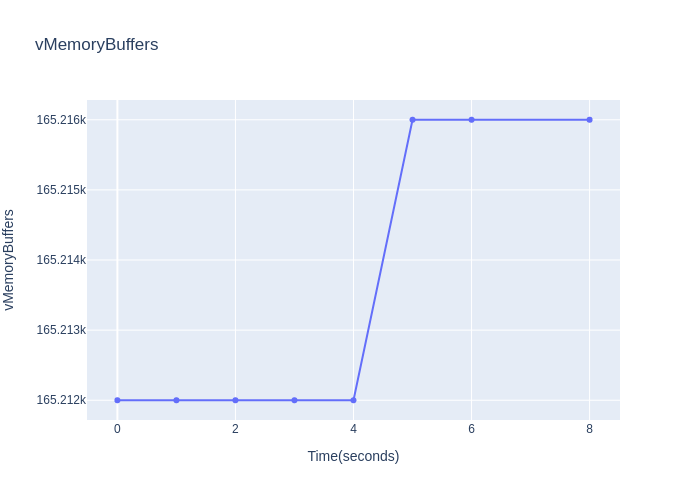 vMemoryBuffers
165.216k
165.215k
165.214k
165.213k
165.212k
vMemoryBuffers
0 2 4 6 8
Time(seconds)